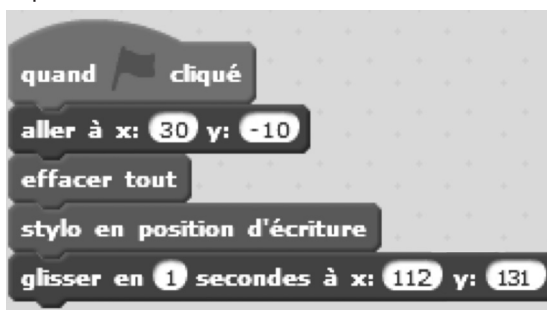 quand cliqué
aller à x: 30 y: -10
effacer tout
stylo en position d'écriture
glisser en 1 secondes à x: 112 y: 131